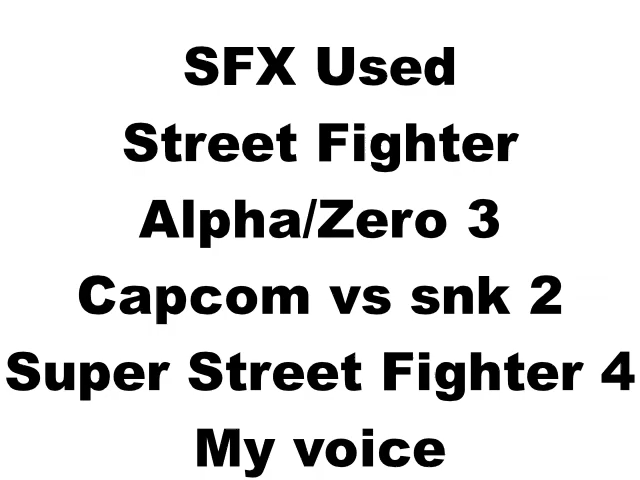 SFX Used
Street Fighter
Alpha/Zero 3
Capcom vs snk 2
Super Street Fighter 4
My voice